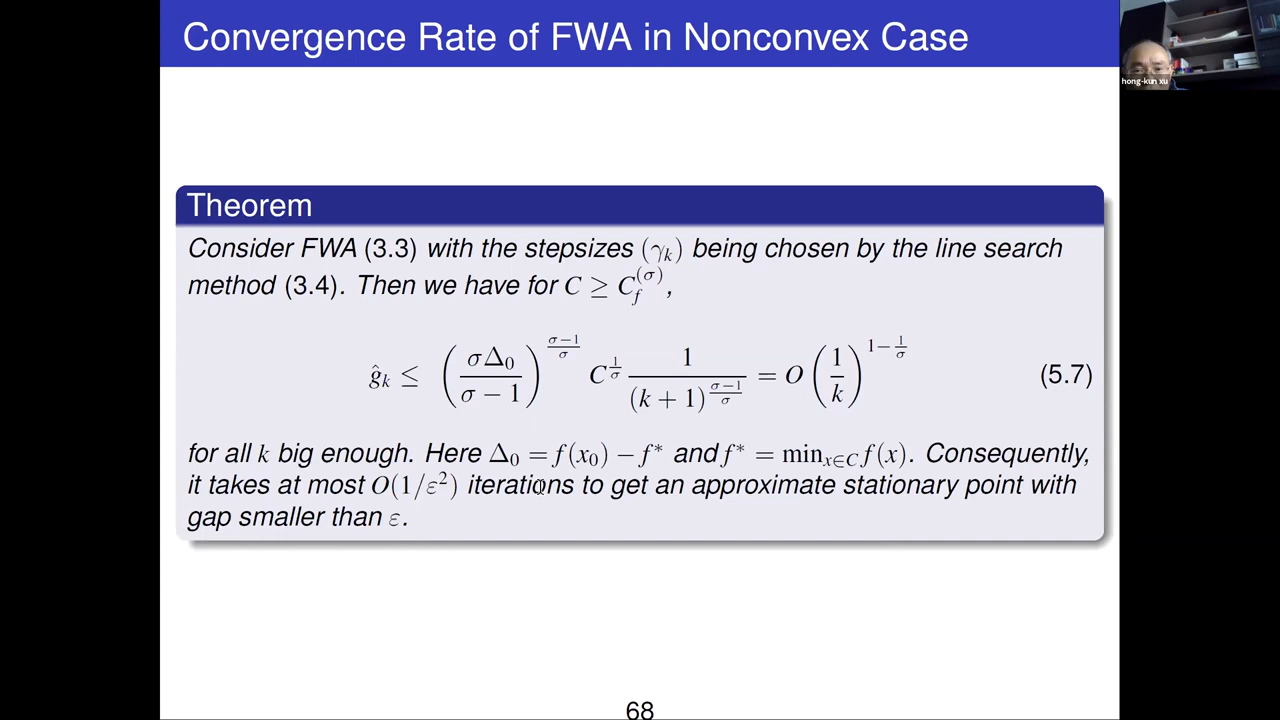 Convergence Rate of FWA in Nonconvex Case
hong-kun xu
Theorem
Consider FWA (3.3) with the stepsizes (γ_k) being chosen by the line search
method (3.4). Then we have for C ≥ C_f^{(σ)},
ĝ_k ≤ (σΔ_0 / (σ − 1))^{(σ−1)/σ} C^{1/σ} 1 / (k + 1)^{(σ−1)/σ} = O(1/k)^{1−1/σ} (5.7)
for all k big enough. Here Δ_0 = f(x_0) − f* and f* = min_{x∈C} f(x). Consequently,
it takes at most O(1/ε²) iterations to get an approximate stationary point with
gap smaller than ε.
68